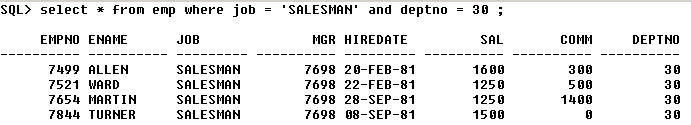 SQL> select * from emp where job = 'SALESMAN' and deptno = 30 ;
EMPNO ENAME JOB MGR HIREDATE SAL COMM DEPTNO
---------- ---------- --------- ---------- --------- ---------- ---------- ----------
7499 ALLEN SALESMAN 7698 20-FEB-81 1600 300 30
7521 WARD SALESMAN 7698 22-FEB-81 1250 500 30
7654 MARTIN SALESMAN 7698 28-SEP-81 1250 1400 30
7844 TURNER SALESMAN 7698 08-SEP-81 1500 0 30